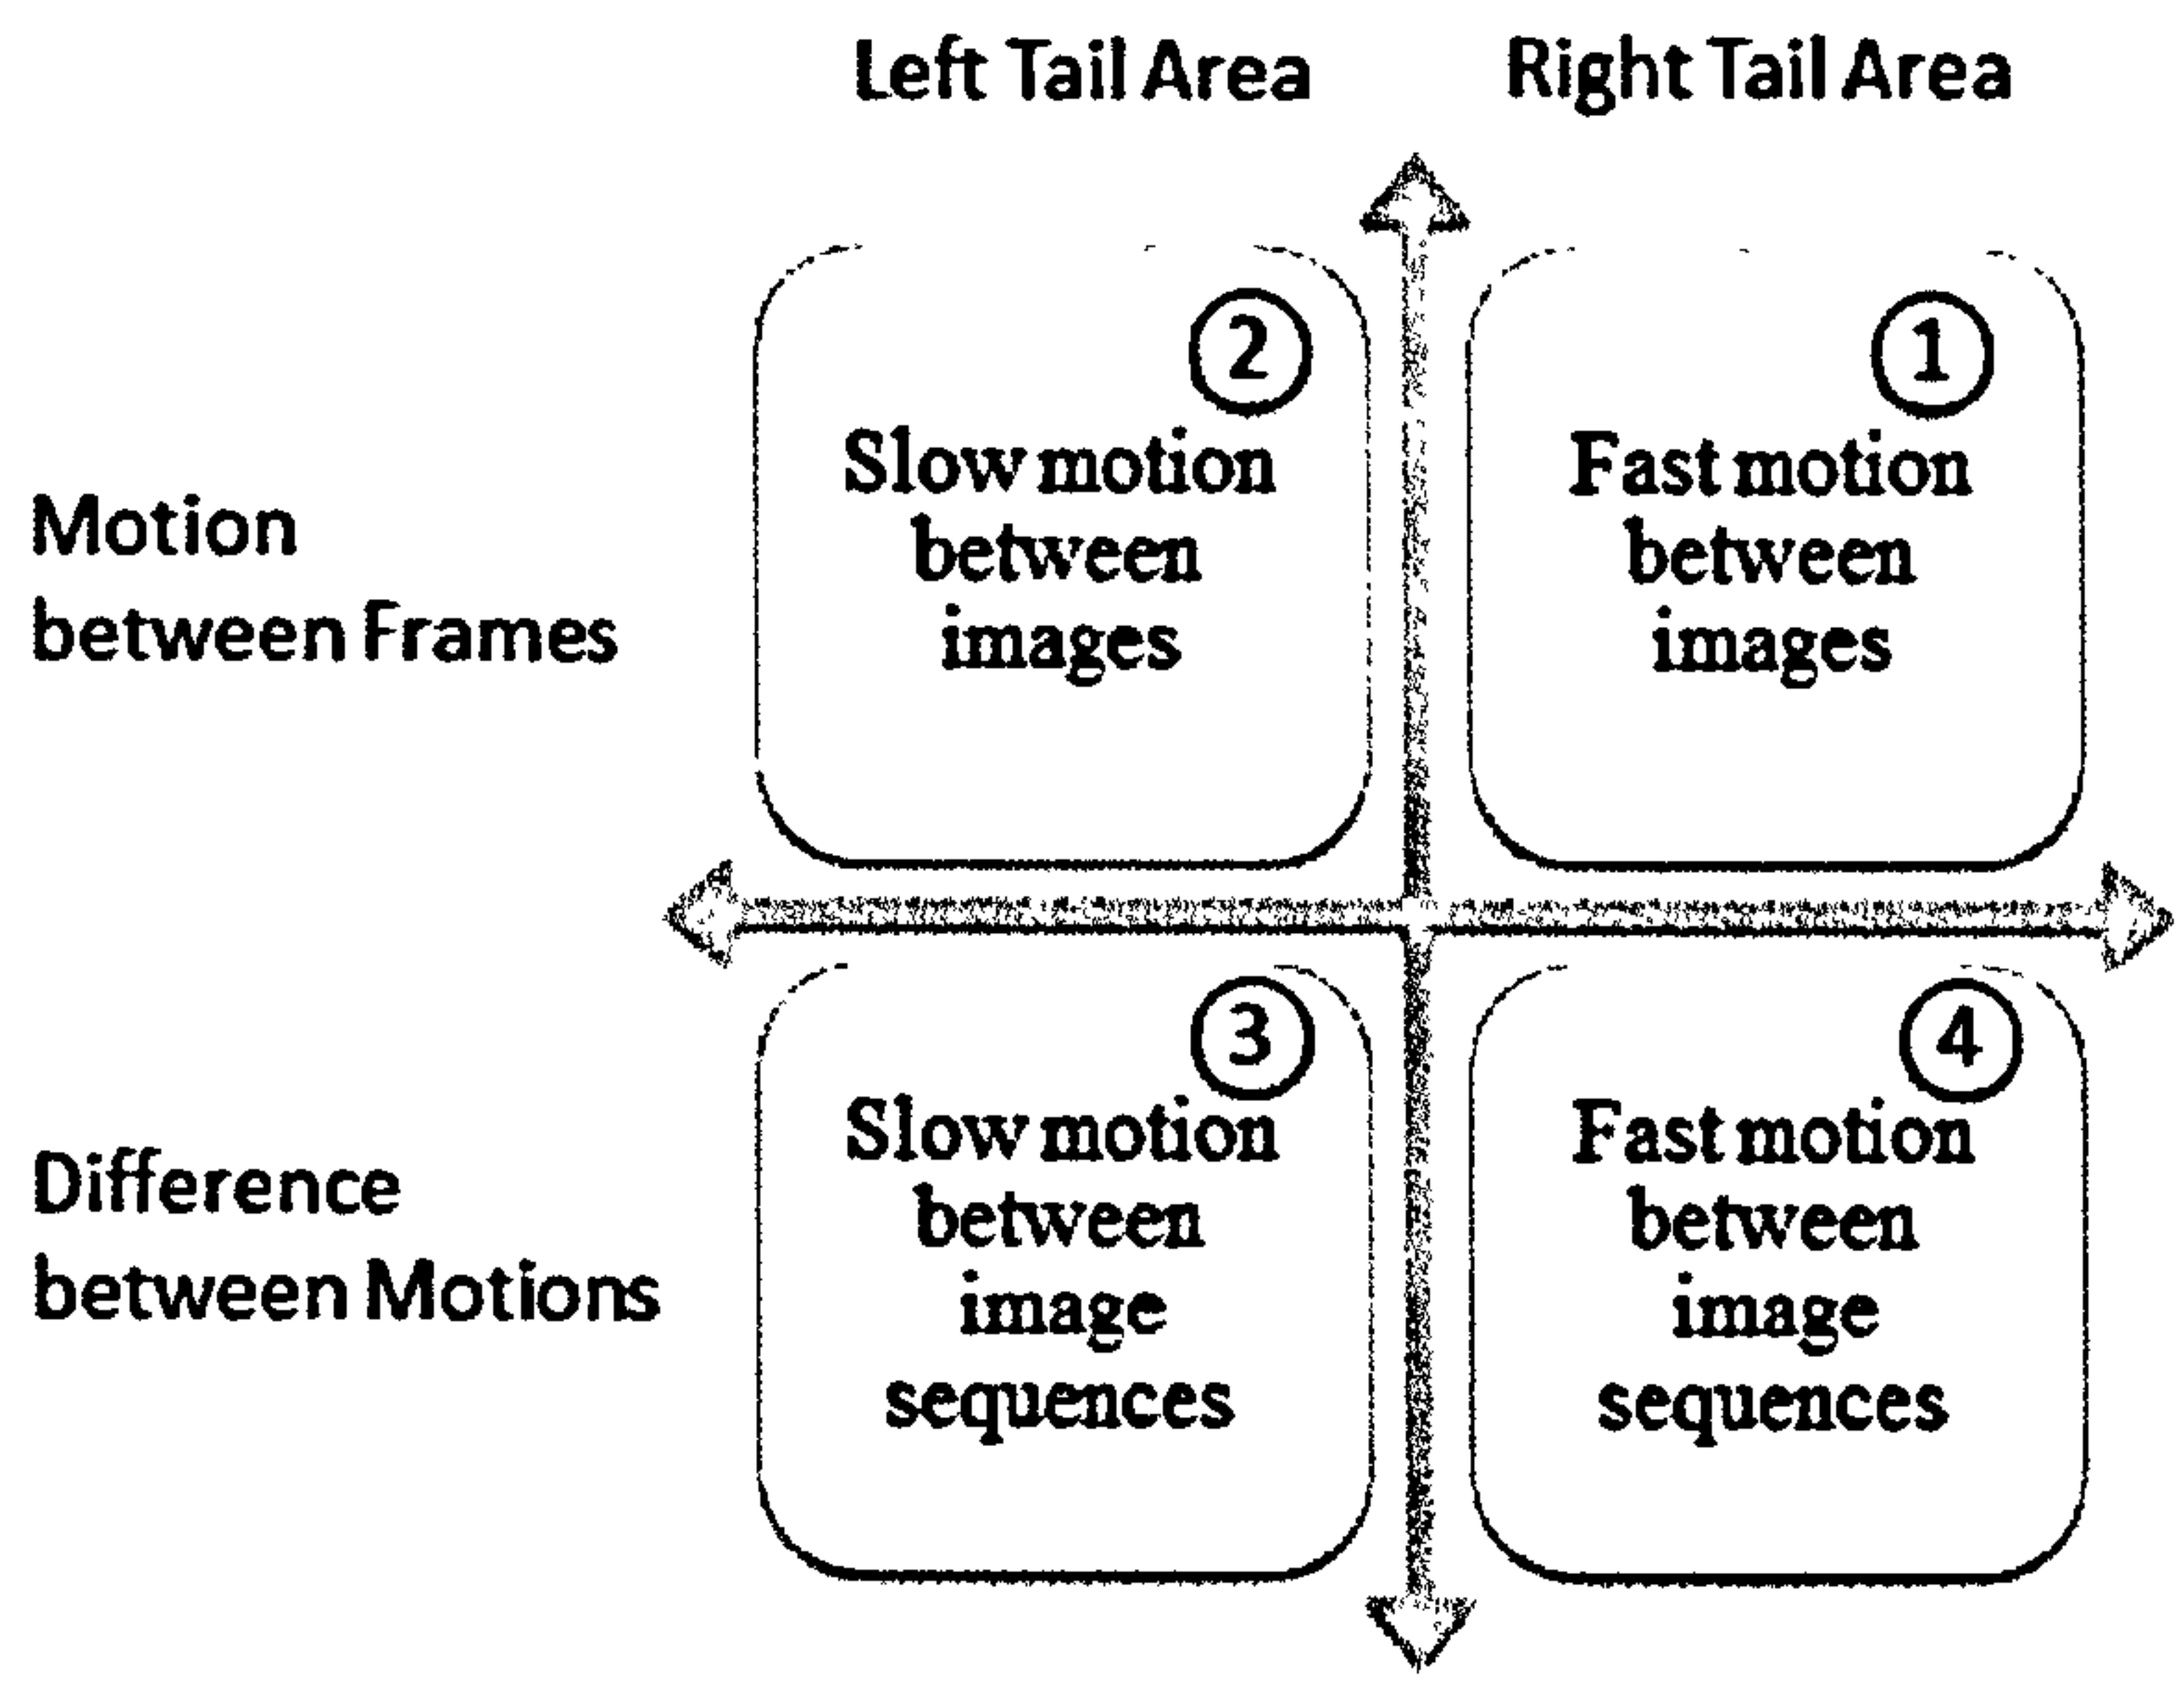 Left Tail Area
Right Tail Area
Motion
between Frames
2
Slow motion
between
images
1
Fast motion
between
images
Difference
between Motions
3
Slow motion
between
image
sequences
4
Fast motion
between
image
sequences